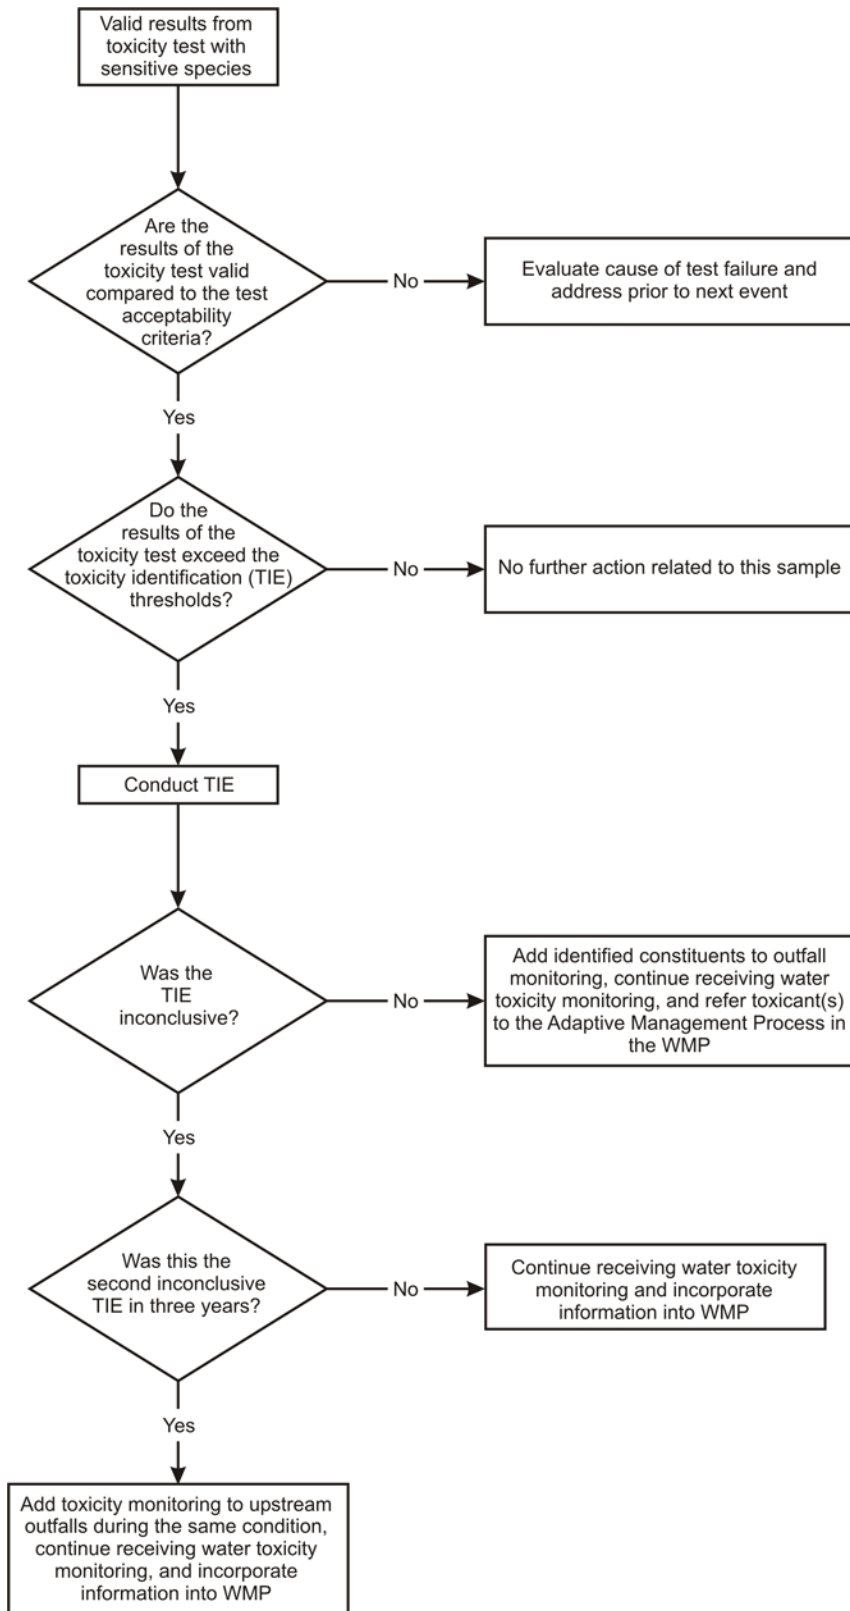 Valid results from
toxicity test with
sensitive species
Are the
results of the
toxicity test valid
compared to the test
acceptability
criteria?
No
Evaluate cause of test failure and
address prior to next event
Yes
Do the
results of the
toxicity test exceed the
toxicity identification (TIE)
thresholds?
No
No further action related to this sample
Yes
Conduct TIE
Was the
TIE
inconclusive?
No
Add identified constituents to outfall
monitoring, continue receiving water
toxicity monitoring, and refer toxicant(s)
to the Adaptive Management Process in
the WMP
Yes
Was this the
second inconclusive
TIE in three years?
No
Continue receiving water toxicity
monitoring and incorporate
information into WMP
Yes
Add toxicity monitoring to upstream
outfalls during the same condition,
continue receiving water toxicity
monitoring, and incorporate
information into WMP